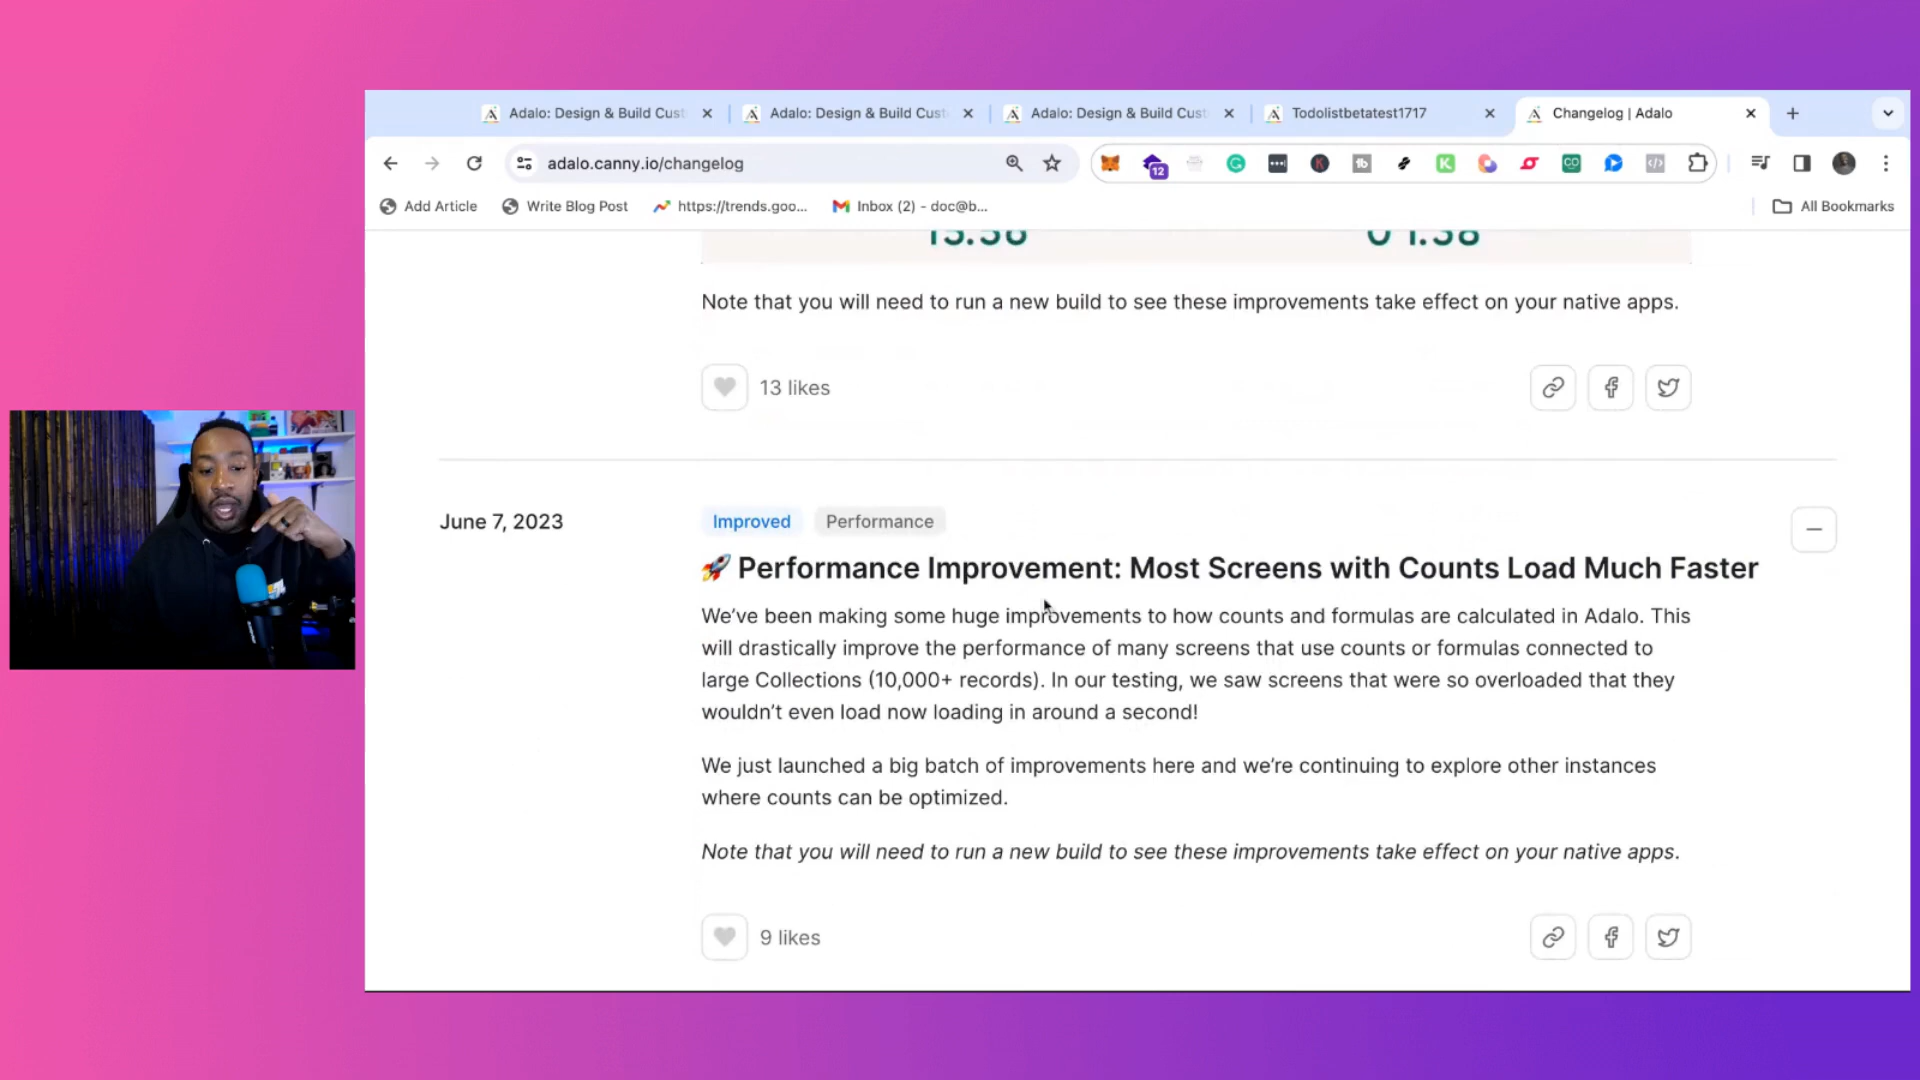 Adalo: Design & Build Cust
Adalo: Design & Build Cust
Adalo: Design & Build Cust
Todolistbetatest1717
Changelog | Adalo
adalo.canny.io/changelog
12
Add Article
Write Blog Post
https://trends.goo...
Inbox (2) - doc@b...
All Bookmarks
Note that you will need to run a new build to see these improvements take effect on your native apps.
13 likes
June 7, 2023
Improved
Performance
🚀 Performance Improvement: Most Screens with Counts Load Much Faster
We’ve been making some huge improvements to how counts and formulas are calculated in Adalo. This
will drastically improve the performance of many screens that use counts or formulas connected to
large Collections (10,000+ records). In our testing, we saw screens that were so overloaded that they
wouldn’t even load now loading in around a second!
We just launched a big batch of improvements here and we’re continuing to explore other instances
where counts can be optimized.
Note that you will need to run a new build to see these improvements take effect on your native apps.
9 likes